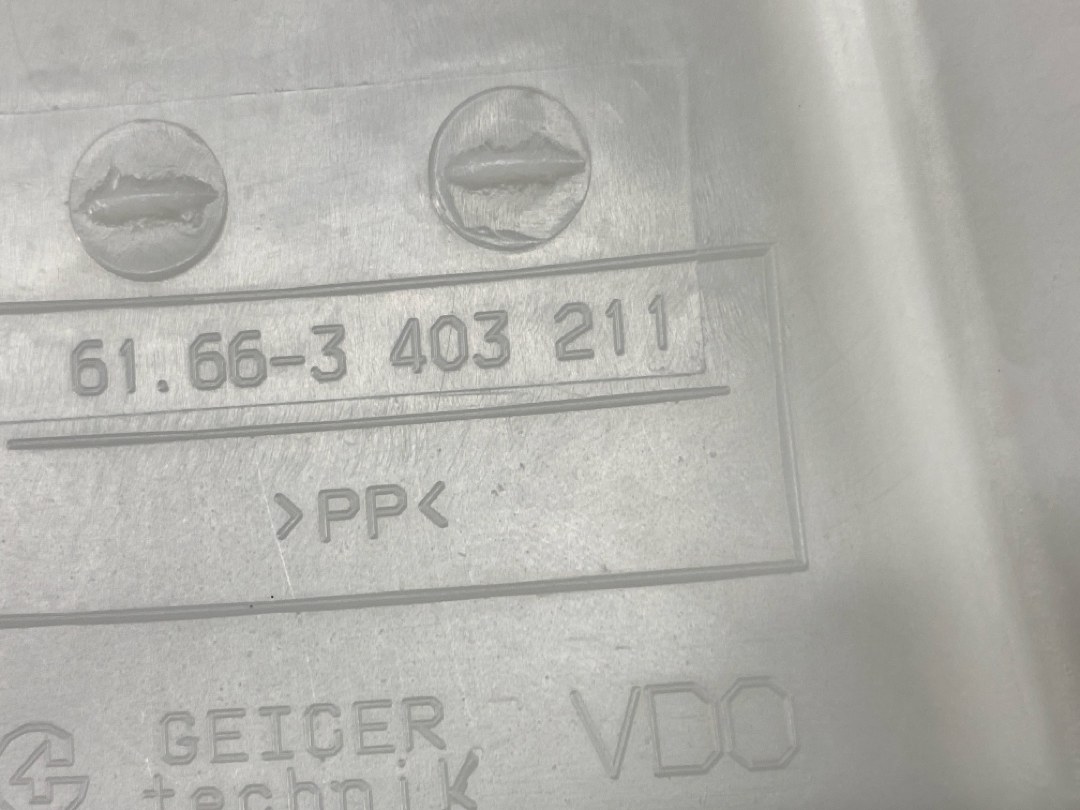 61.66-3 403 211
>PP<
GEIGER VDO
technik